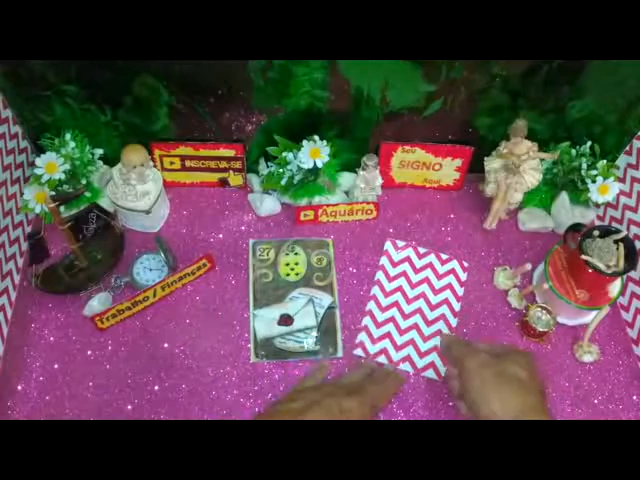 INSCREVA-SE
Seu
SIGNO
Aqui
Aquário
Trabalho / Finanças
27